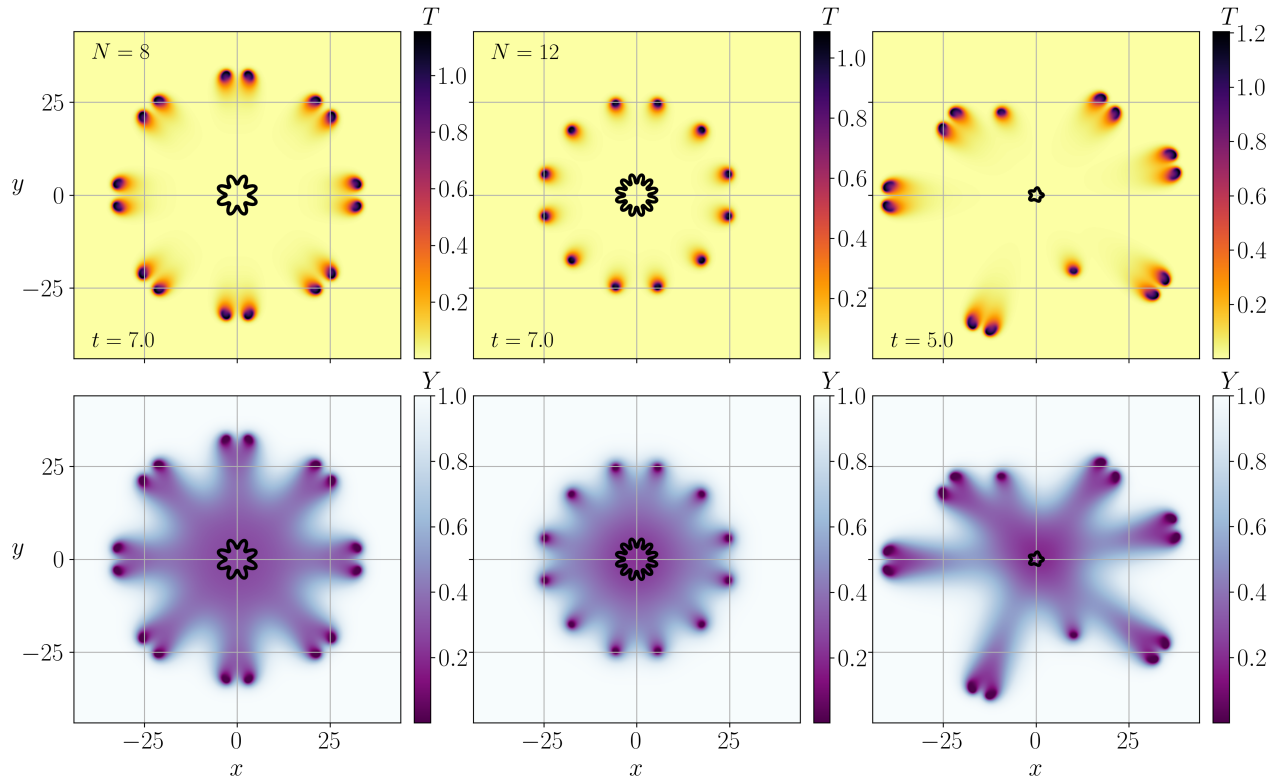 T T T
N = 8 N = 12
1.0 1.0 1.2
25 0.8 0.8 1.0
0.8
y 0 0.6 0.6
0.6
0.4 0.4 0.4
−25
0.2 0.2 0.2
t = 7.0 t = 7.0 t = 5.0
Y Y Y
1.0 1.0 1.0
25 0.8 0.8 0.8
0.6 0.6 0.6
y 0
0.4 0.4 0.4
−25 0.2 0.2 0.2
−25 0 25 −25 0 25 −25 0 25
x x x